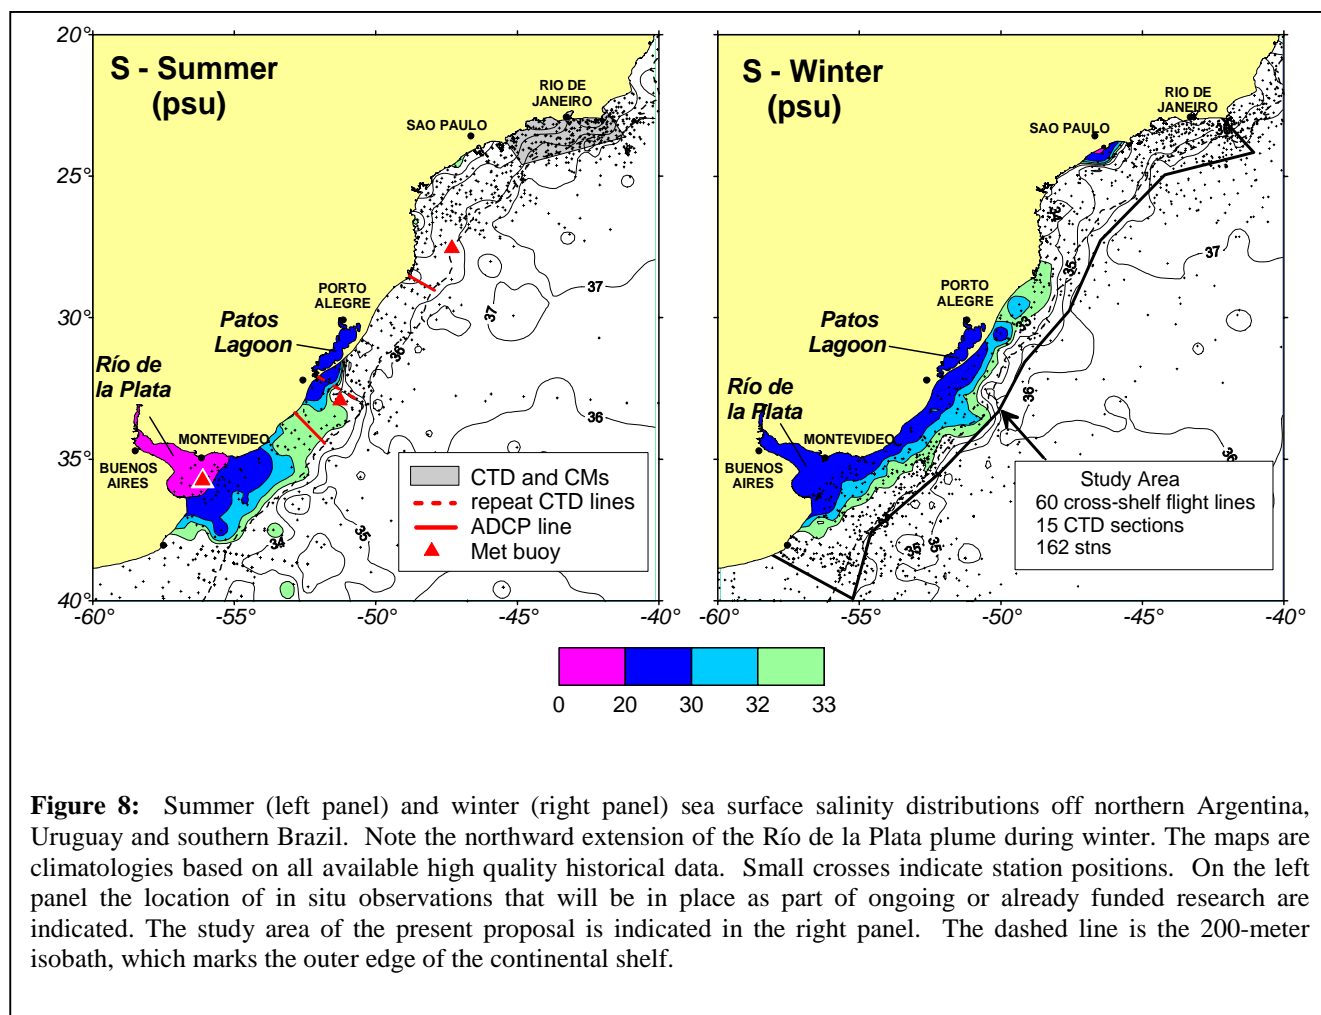 20°
25°
30°
35°
40°
S - Summer
(psu)
RIO DE
JANEIRO
SAO PAULO
PORTO
ALEGRE
Patos
Lagoon
Río de
la Plata
MONTEVIDEO
BUENOS
AIRES
37
37
36
36
35
34
CTD and CMs
repeat CTD lines
ADCP line
Met buoy
-60°
-55°
-50°
-45°
-40°
S - Winter
(psu)
RIO DE
JANEIRO
SAO PAULO
PORTO
ALEGRE
Patos
Lagoon
Río de
la Plata
MONTEVIDEO
BUENOS
AIRES
34
35
37
33
36
36
35
Study Area
60 cross-shelf flight lines
15 CTD sections
162 stns
-60°
-55°
-50°
-45°
-40°
0 20 30 32 33
Figure 8: Summer (left panel) and winter (right panel) sea surface salinity distributions off northern Argentina,
Uruguay and southern Brazil. Note the northward extension of the Río de la Plata plume during winter. The maps are
climatologies based on all available high quality historical data. Small crosses indicate station positions. On the left
panel the location of in situ observations that will be in place as part of ongoing or already funded research are
indicated. The study area of the present proposal is indicated in the right panel. The dashed line is the 200-meter
isobath, which marks the outer edge of the continental shelf.